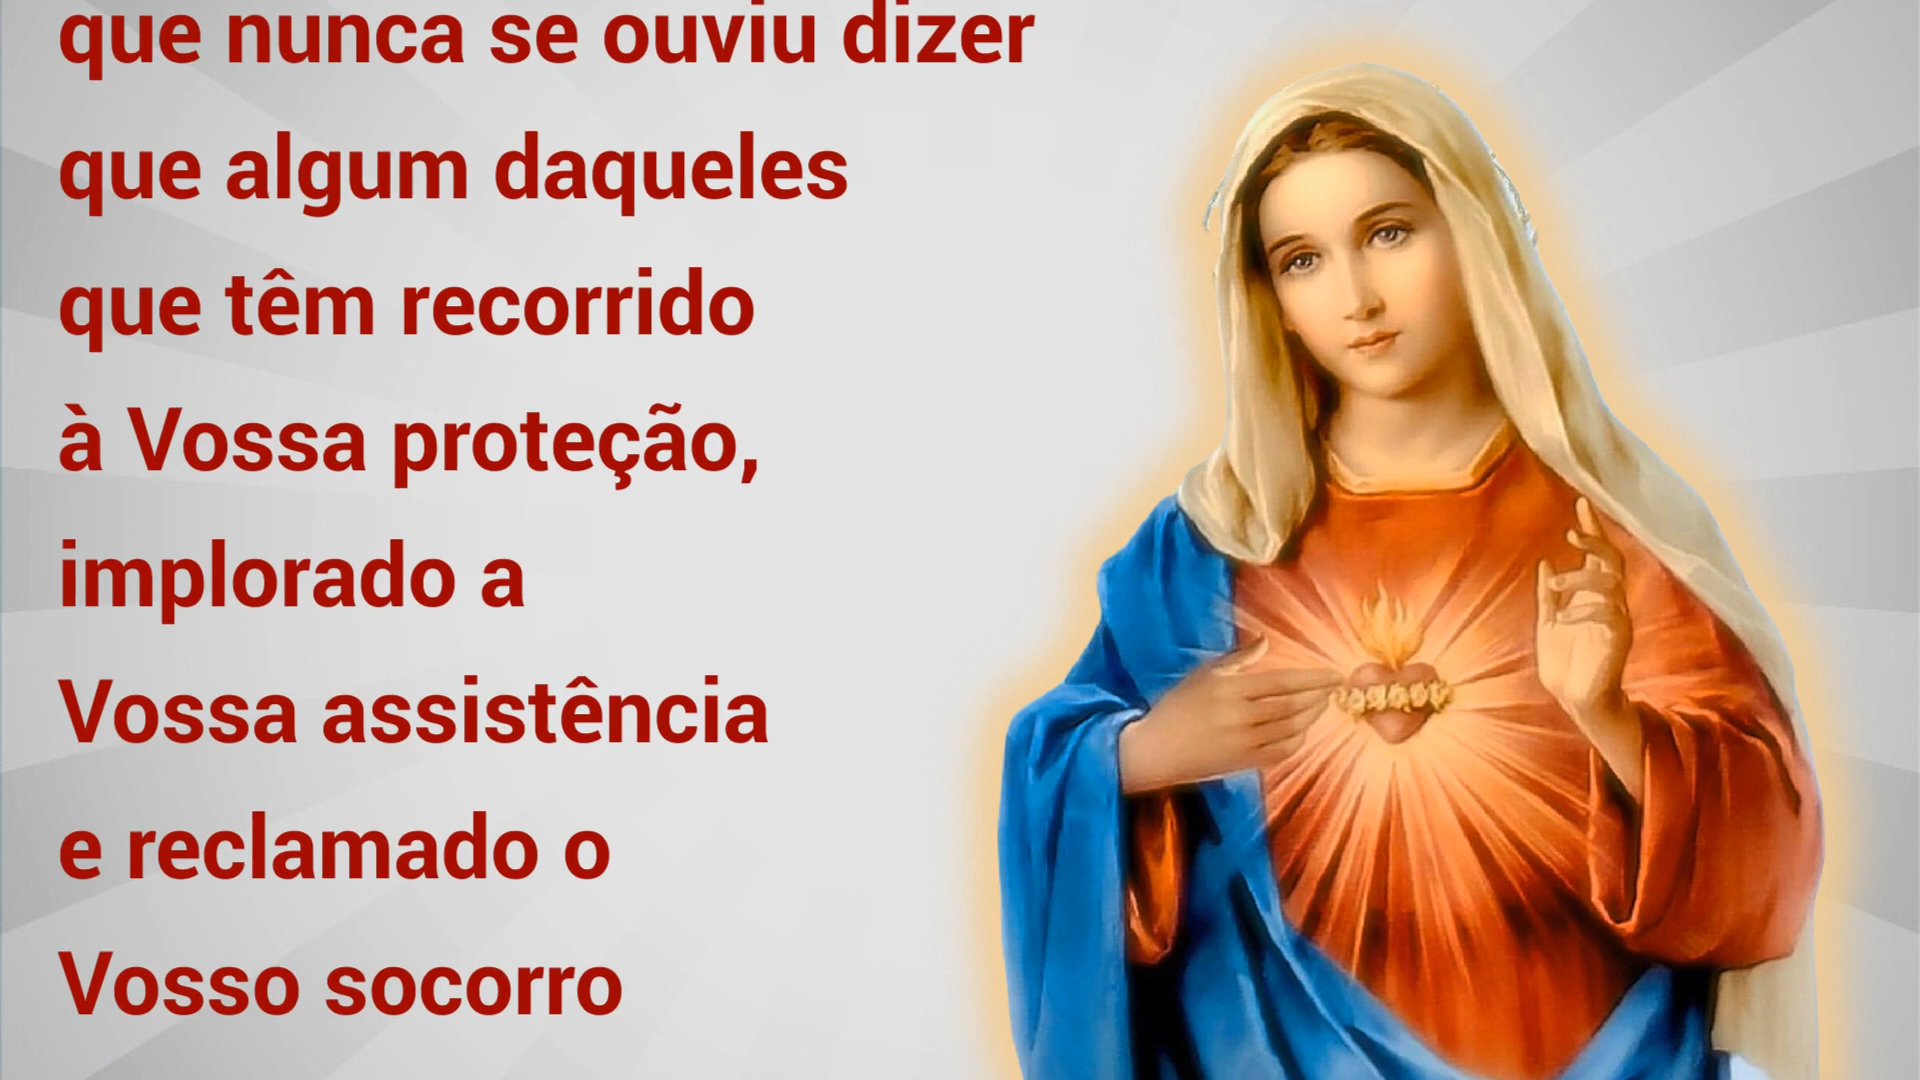 que nunca se ouviu dizer
que algum daqueles
que têm recorrido
à Vossa proteção,
implorado a
Vossa assistência
e reclamado o
Vosso socorro